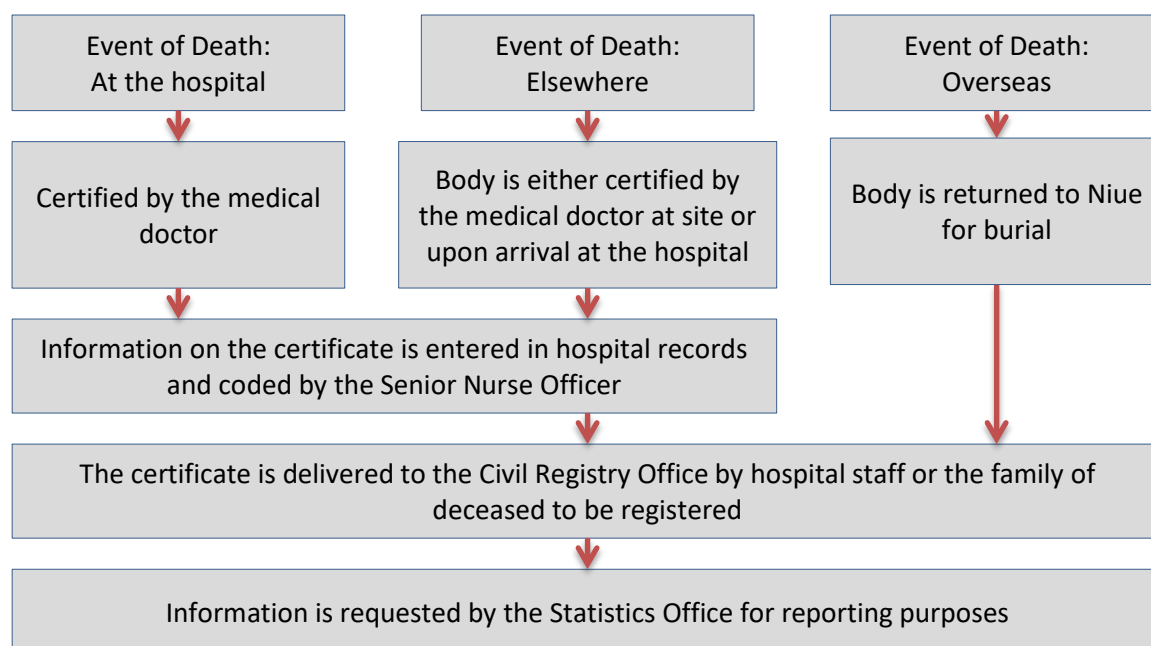 Event of Death:
At the hospital
Event of Death:
Elsewhere
Event of Death:
Overseas
Certified by the medical
doctor
Body is either certified by
the medical doctor at site or
upon arrival at the hospital
Body is returned to Niue
for burial
Information on the certificate is entered in hospital records
and coded by the Senior Nurse Officer
The certificate is delivered to the Civil Registry Office by hospital staff or the family of
deceased to be registered
Information is requested by the Statistics Office for reporting purposes